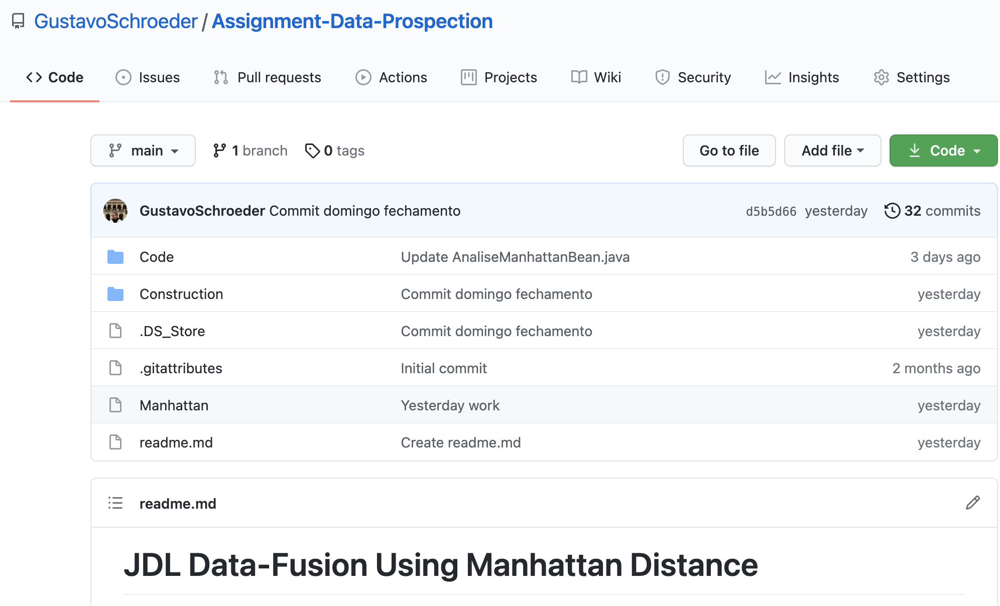 GustavoSchroeder / Assignment-Data-Prospection
Code Issues Pull requests Actions Projects Wiki Security Insights Settings
main 1 branch 0 tags Go to file Add file Code
GustavoSchroeder Commit domingo fechamento d5b5d66 yesterday 32 commits
Code Update AnaliseManhattanBean.java 3 days ago
Construction Commit domingo fechamento yesterday
.DS_Store Commit domingo fechamento yesterday
.gitattributes Initial commit 2 months ago
Manhattan Yesterday work yesterday
readme.md Create readme.md yesterday
readme.md
JDL Data-Fusion Using Manhattan Distance